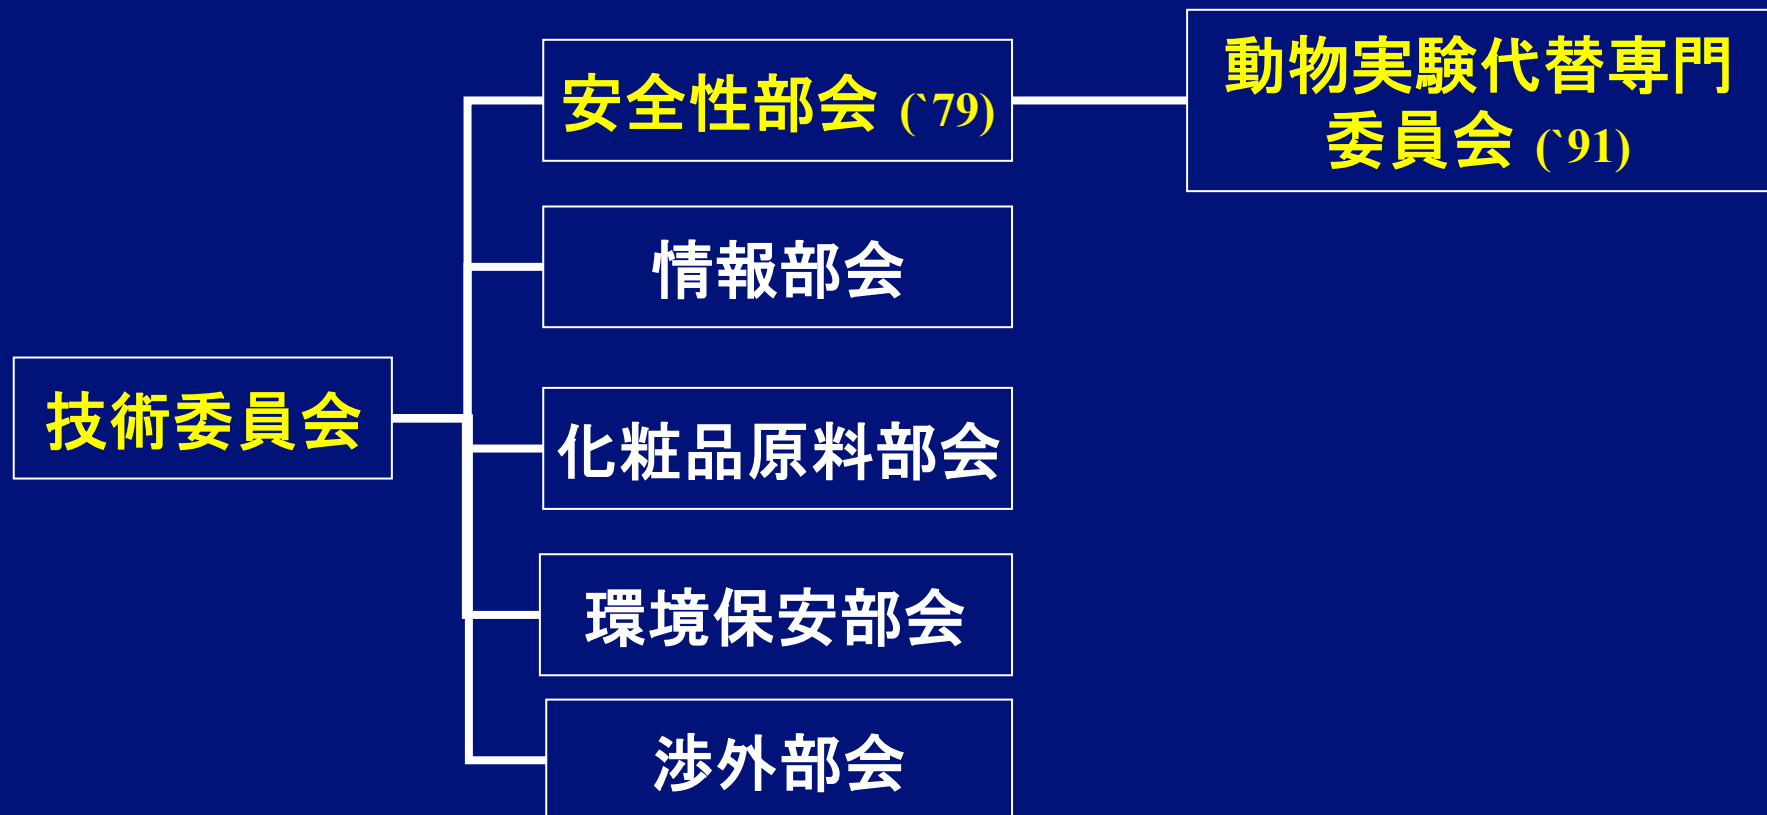 安全性部会 (`79)
動物実験代替専門
委員会 (`91)
情報部会
技術委員会
化粧品原料部会
環境保安部会
渉外部会